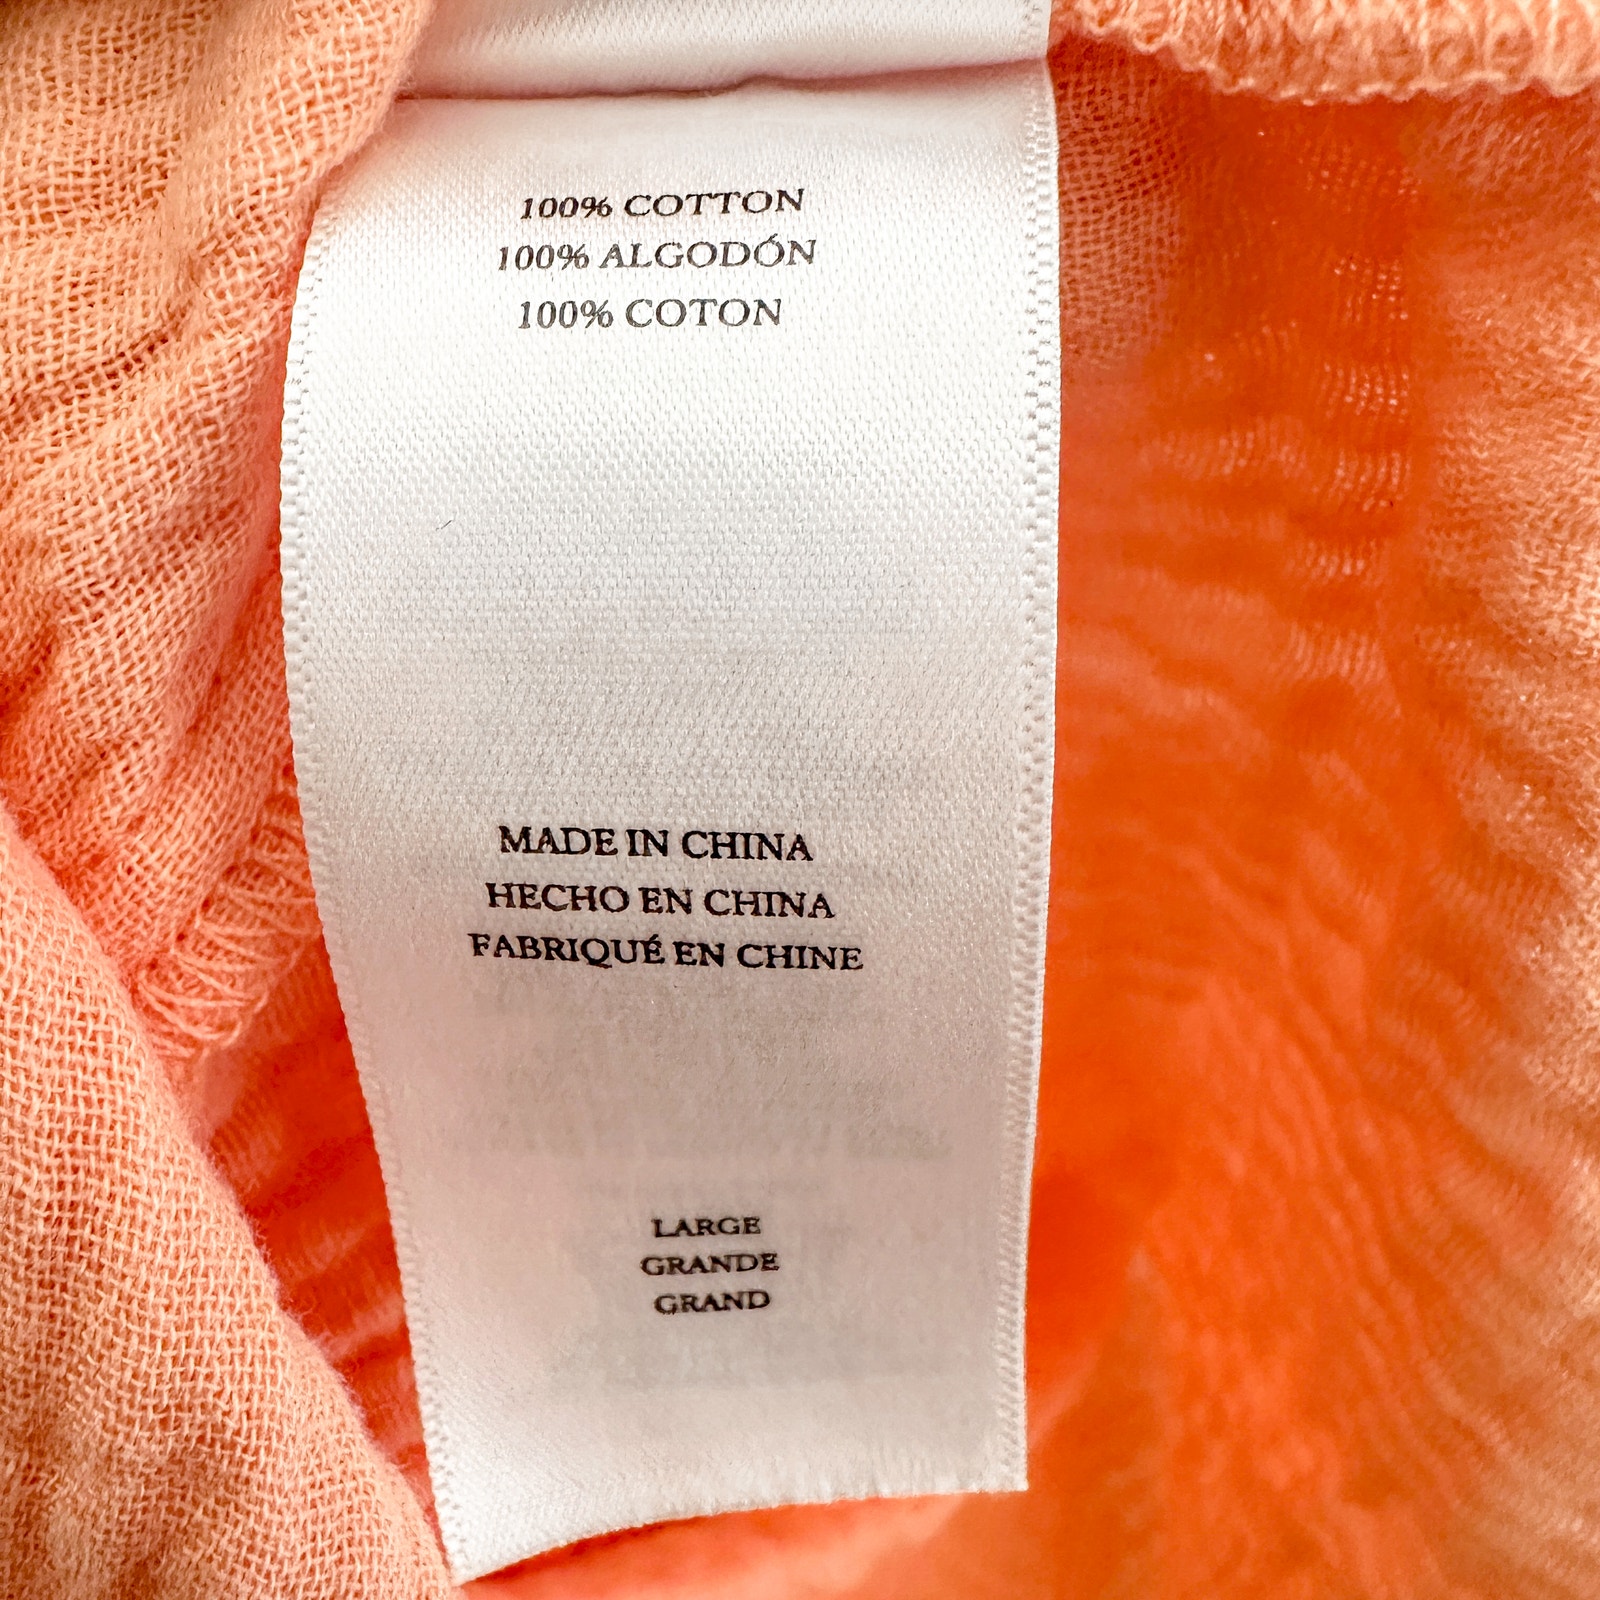 100% COTTON
100% ALGODÓN
100% COTON
MADE IN CHINA
HECHO EN CHINA
FABRIQUÉ EN CHINE
LARGE
GRANDE
GRAND